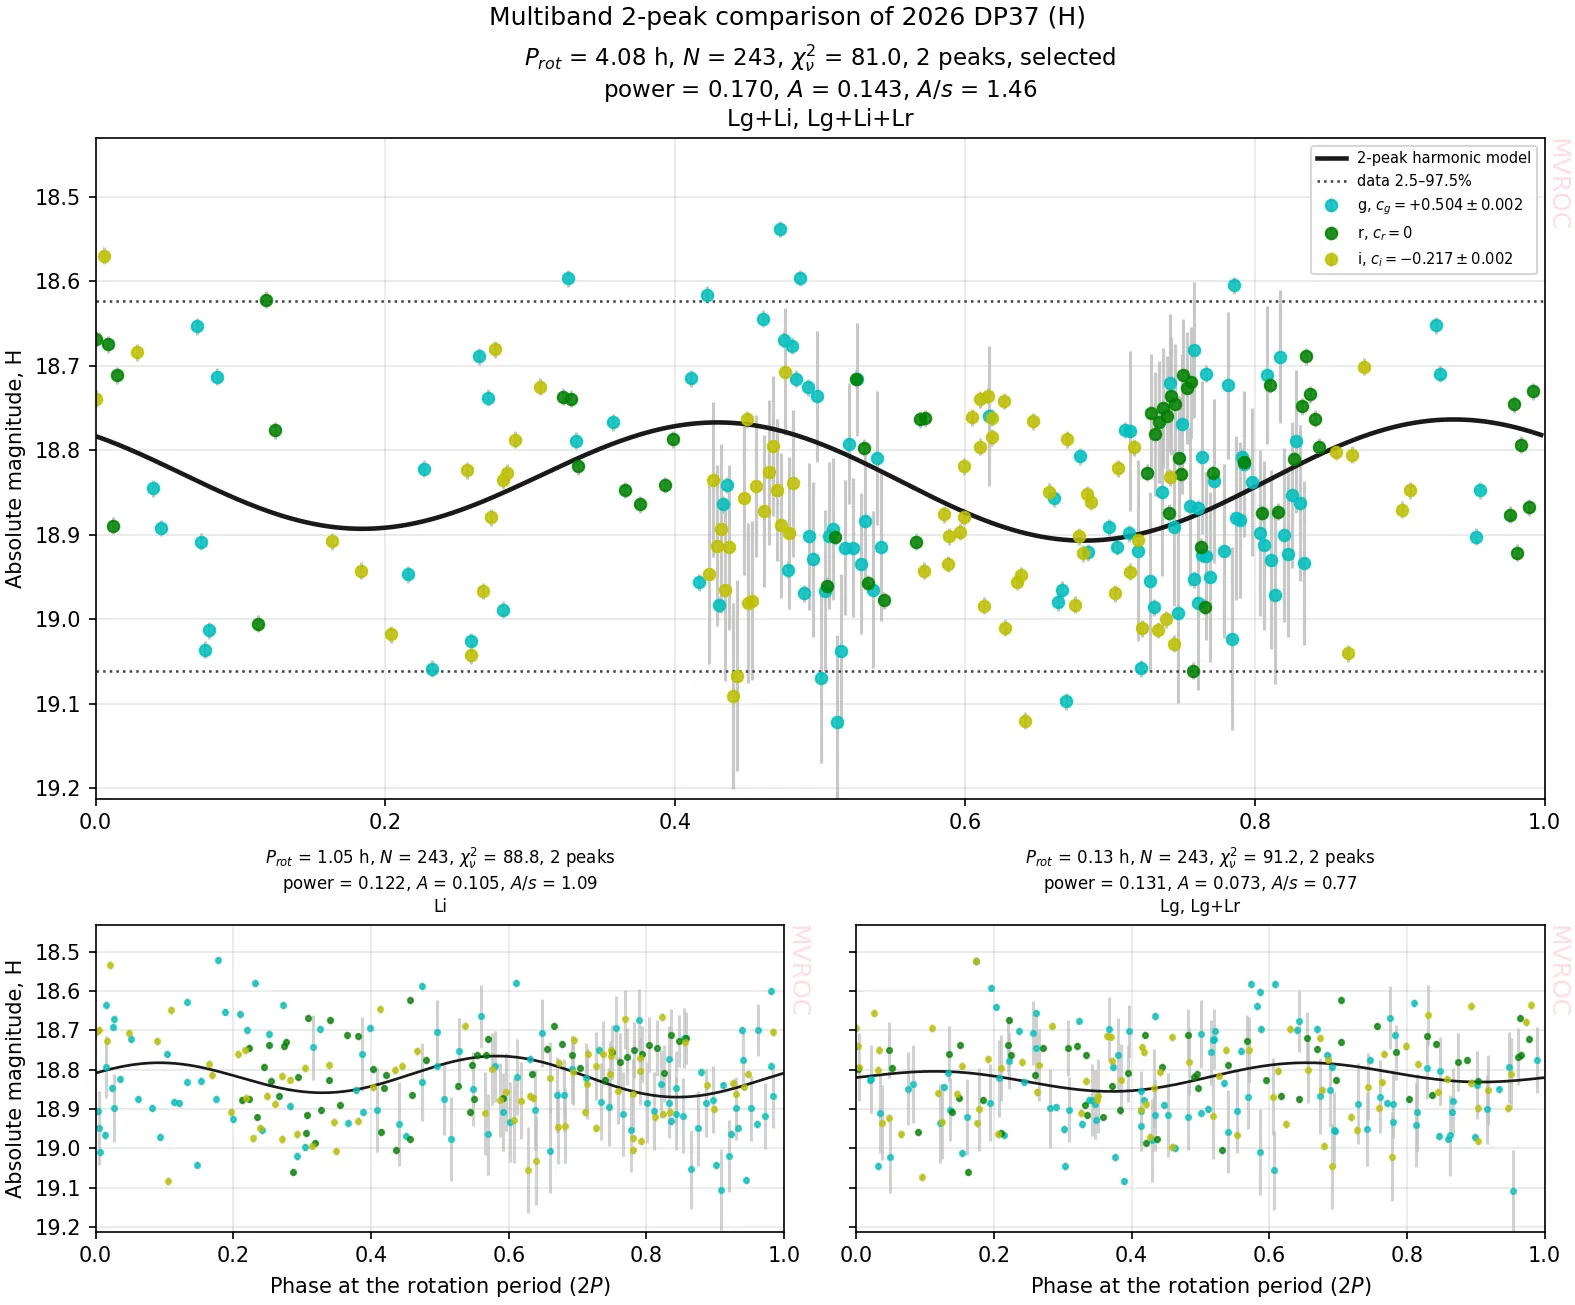 Multiband 2-peak comparison of 2026 DP37 (H)
P_rot = 4.08 h, N = 243, χ²_ν = 81.0, 2 peaks, selected
power = 0.170, A = 0.143, A/s = 1.46
Lg+Li, Lg+Li+Lr
2-peak harmonic model
data 2.5–97.5%
g, c_g = +0.504 ± 0.002
r, c_r = 0
i, c_i = −0.217 ± 0.002
MVROC
Absolute magnitude, H
18.5
18.6
18.7
18.8
18.9
19.0
19.1
19.2
0.0 0.2 0.4 0.6 0.8 1.0
P_rot = 1.05 h, N = 243, χ²_ν = 88.8, 2 peaks
power = 0.122, A = 0.105, A/s = 1.09
Li
MVROC
Absolute magnitude, H
18.5
18.6
18.7
18.8
18.9
19.0
19.1
19.2
0.0 0.2 0.4 0.6 0.8 1.0
Phase at the rotation period (2P)
P_rot = 0.13 h, N = 243, χ²_ν = 91.2, 2 peaks
power = 0.131, A = 0.073, A/s = 0.77
Lg, Lg+Lr
MVROC
0.0 0.2 0.4 0.6 0.8 1.0
Phase at the rotation period (2P)